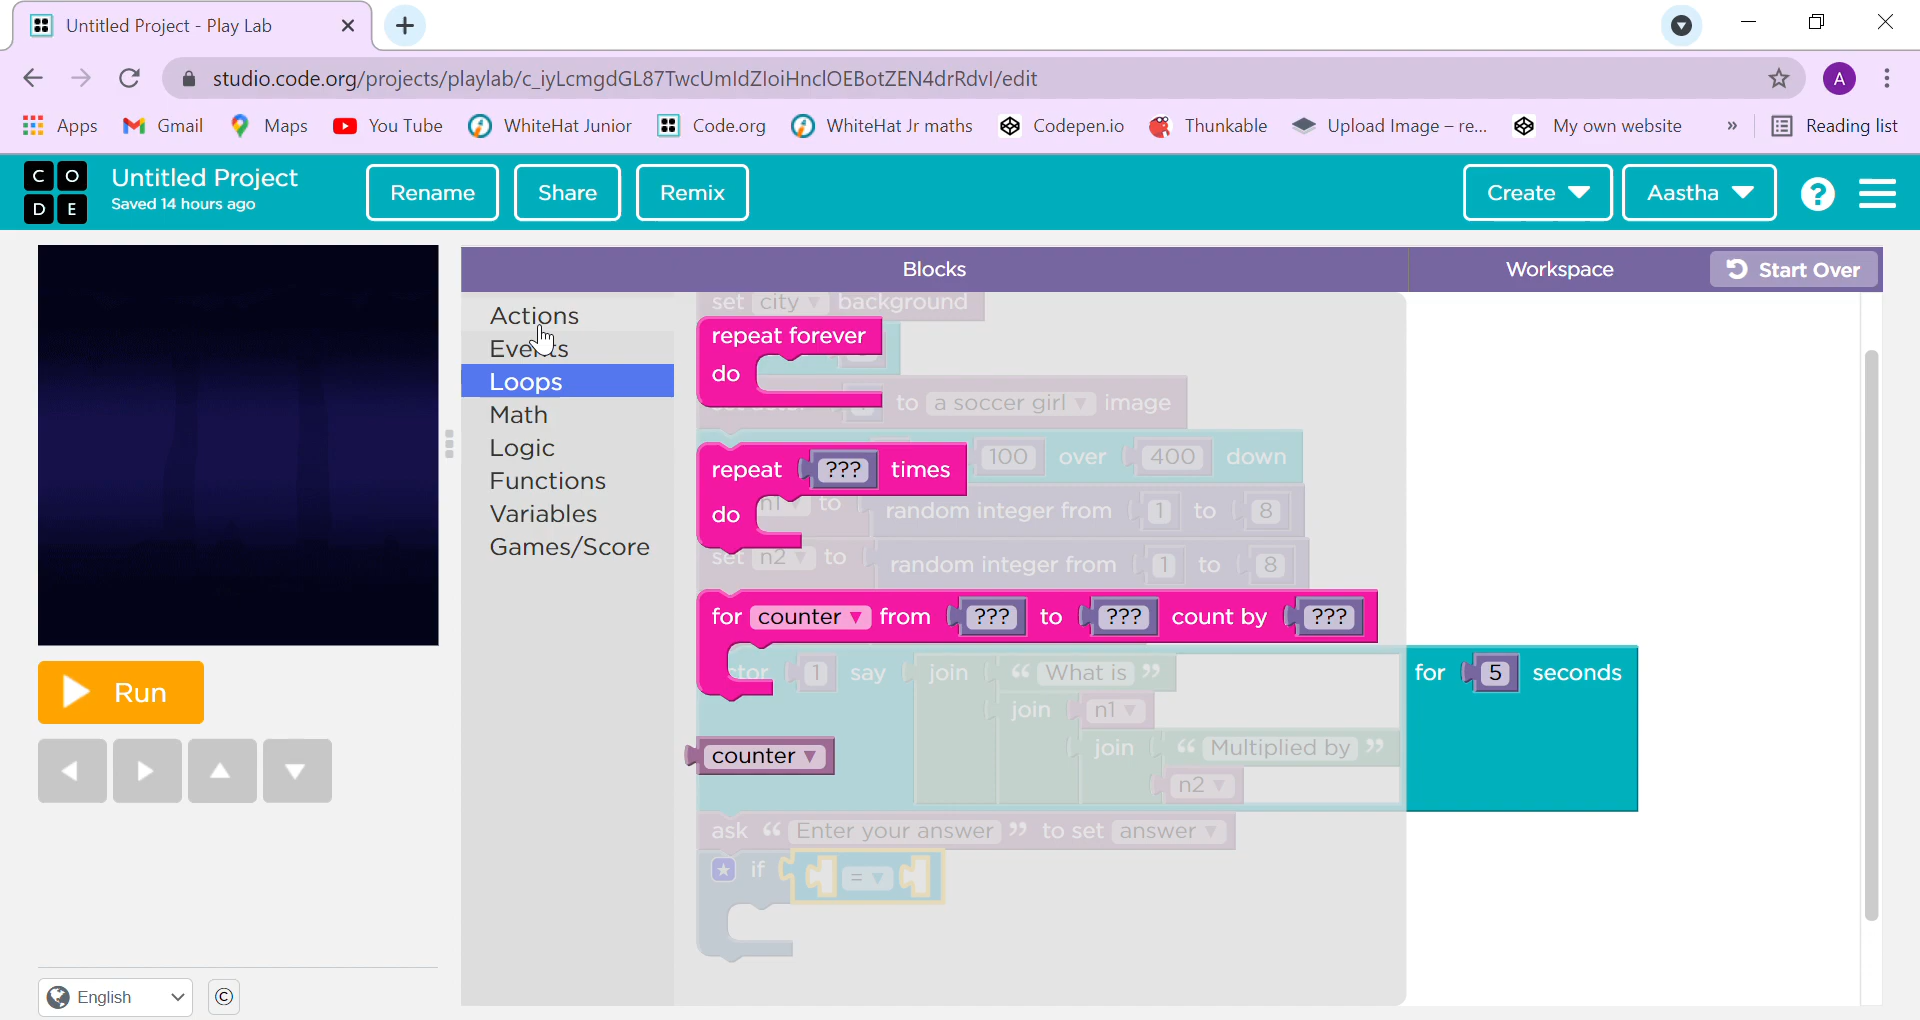 Untitled Project - Play Lab
studio.code.org/projects/playlab/c_iyLcmgdGL87TwcUmIdZIoiHnclOEBotZEN4drRdvI/edit
A
Apps Gmail Maps You Tube WhiteHat Junior Code.org WhiteHat Jr maths Codepen.io Thunkable Upload Image – re... My own website » Reading list
C O D E
Untitled Project
Saved 14 hours ago
Rename Share Remix Create Aastha ?
Blocks Workspace Start Over
Actions
Events
Loops
Math
Logic
Functions
Variables
Games/Score
set city background
repeat forever
do
to a soccer girl image
100 over 400 down
repeat ??? times
do
n1 to random integer from 1 to 8
set n2 to random integer from 1 to 8
for counter from ??? to ??? count by ???
1 say join “ What is ” for 5 seconds
join n1
join “ Multiplied by ”
n2
counter
ask “ Enter your answer ” to set answer
if =
Run
English ©